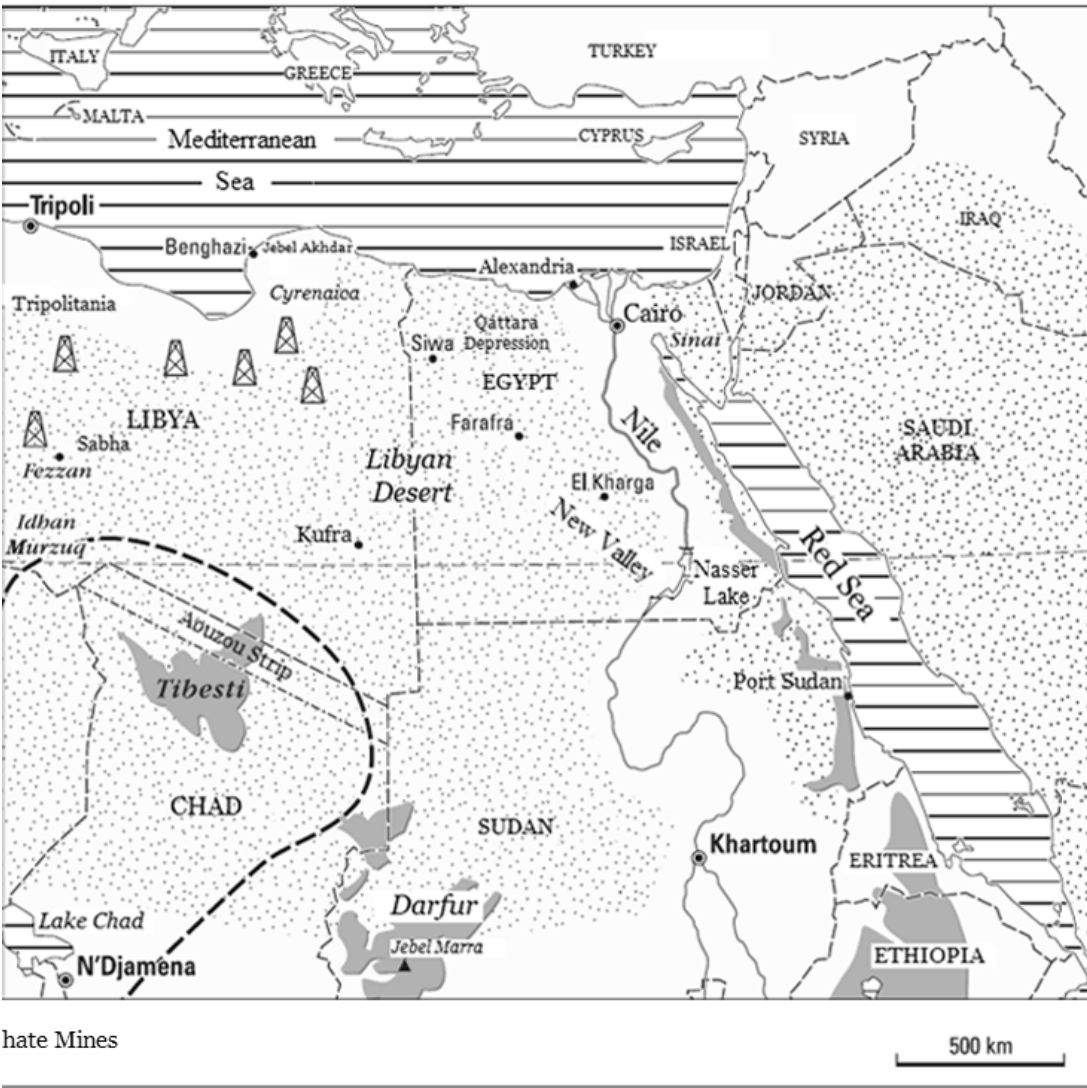 ITALY
GREECE
TURKEY
MALTA
Mediterranean
Sea
CYPRUS
SYRIA
Tripoli
IRAQ
Benghazi
Jebel Akhdar
ISRAEL
Alexandria
Tripolitania
Cyrenaica
JORDAN
Cairo
Siwa
Qattara
Depression
Sinai
EGYPT
LIBYA
Farafra
Nile
SAUDI
ARABIA
Sabha
Fezzan
Libyan
Desert
El Kharga
New Valley
Idhan
Murzuq
Kufra
Red Sea
Nasser
Lake
Aouzou Strip
Tibesti
Port Sudan
CHAD
SUDAN
Khartoum
ERITREA
Darfur
Lake Chad
Jebel Marra
N'Djamena
ETHIOPIA
hate Mines
500 km